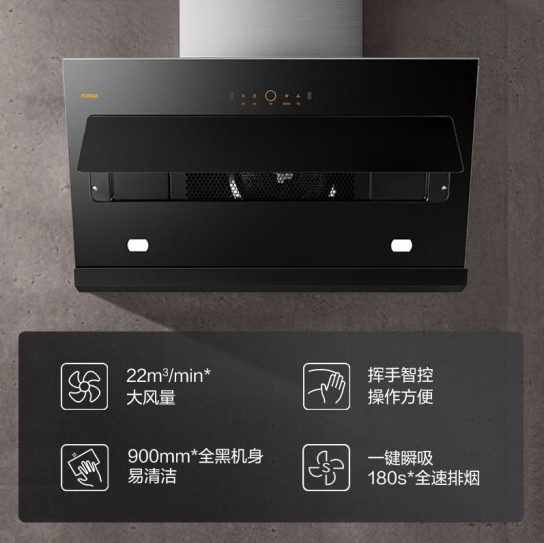 22m³/min*
大风量
挥手智控
操作方便
900mm*全黑机身
易清洁
一键瞬吸
180s*全速排烟